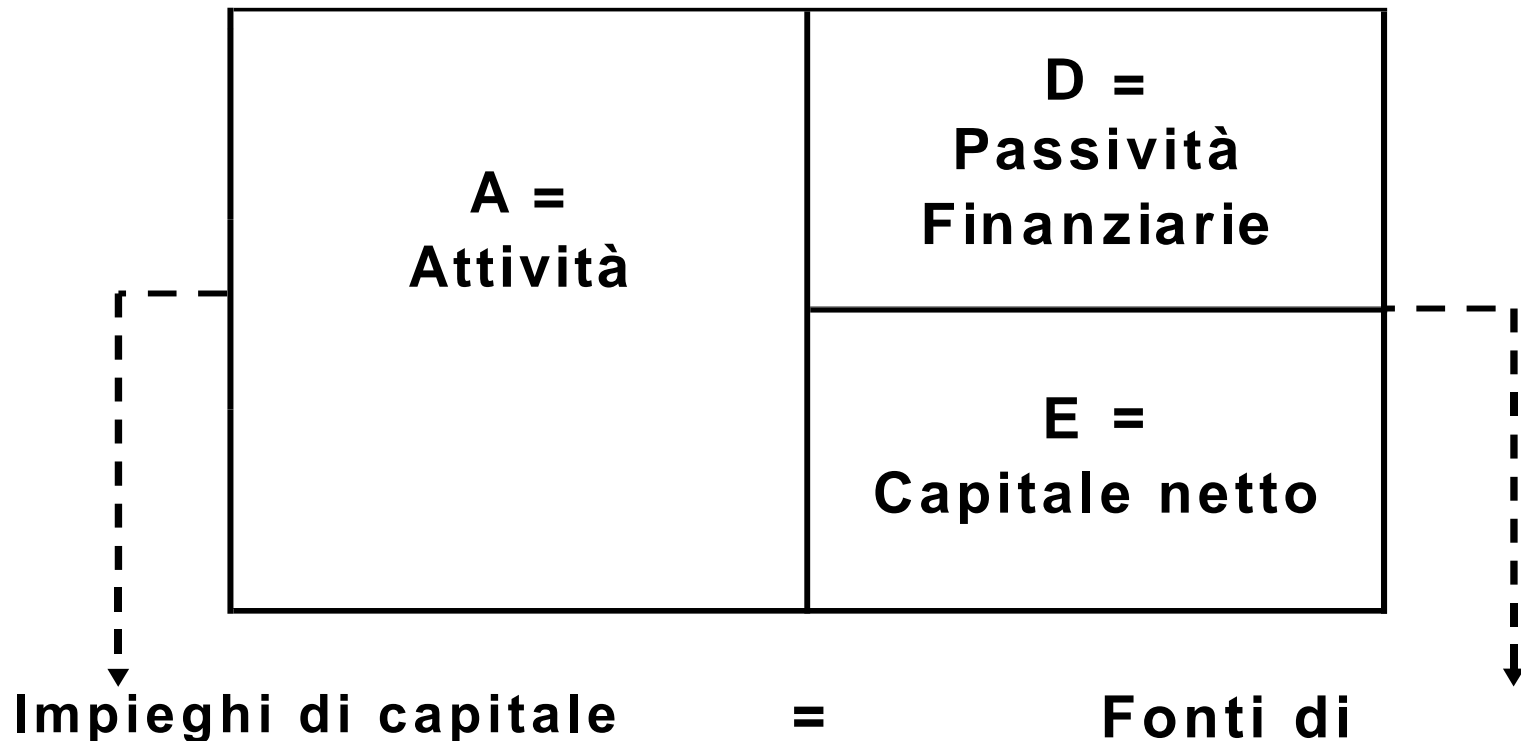 A =
Attività
D =
Passività
Finanziarie
E =
Capitale netto
Impieghi di capitale = Fonti di